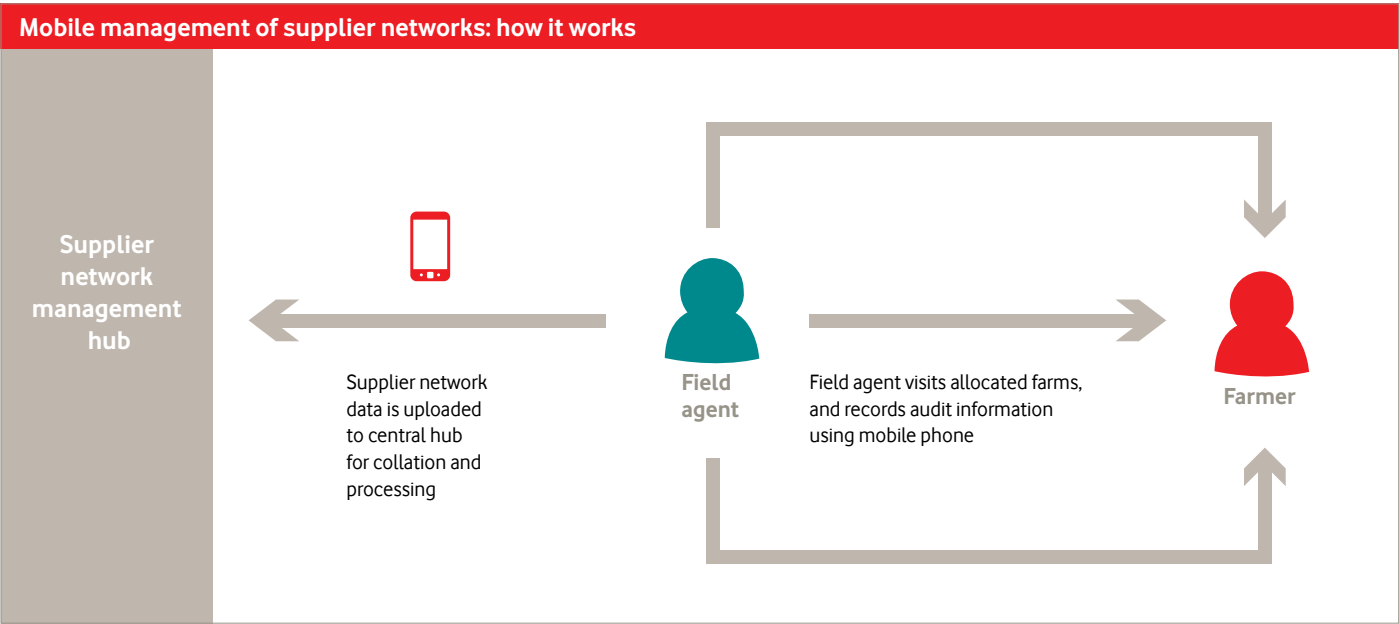 Mobile management of supplier networks: how it works
Supplier
network
management
hub
Supplier network
data is uploaded
to central hub
for collation and
processing
Field
agent
Field agent visits allocated farms,
and records audit information
using mobile phone
Farmer